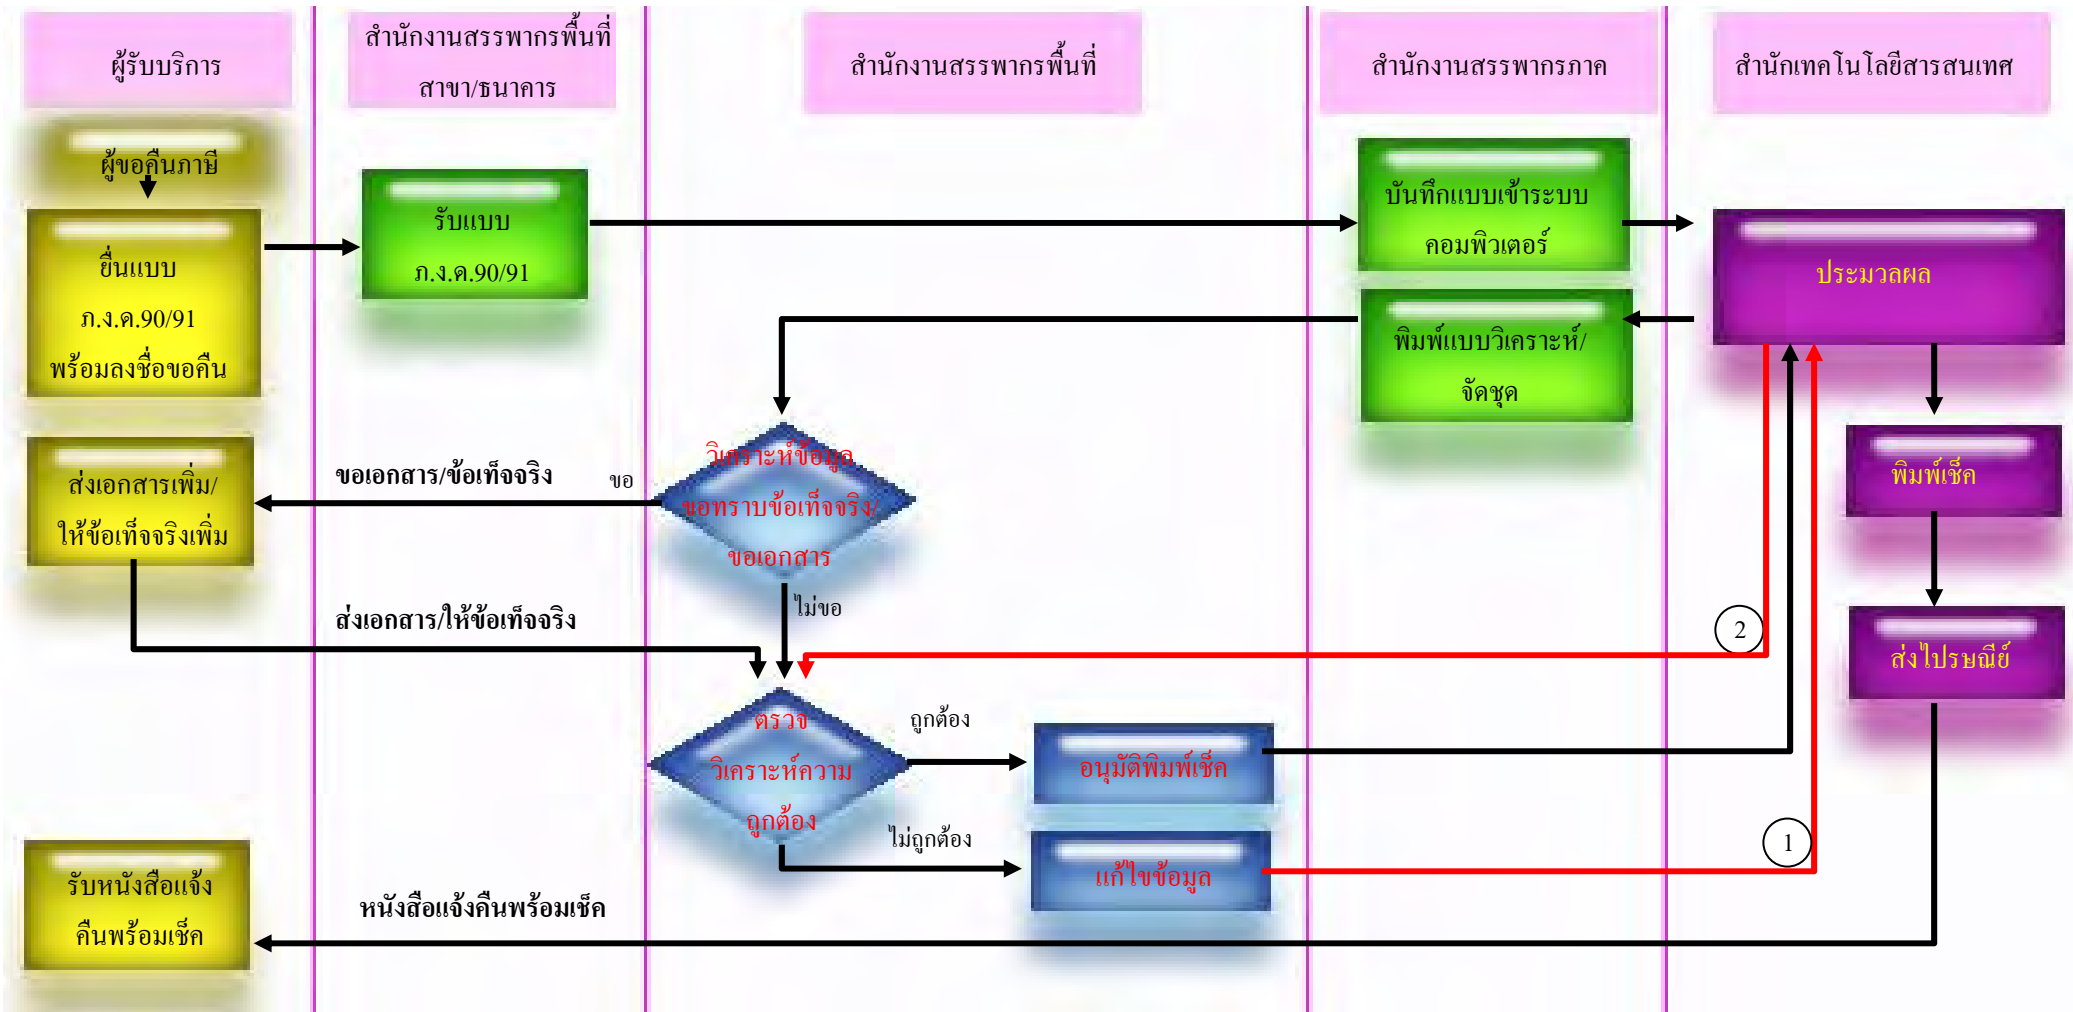 ผู้รับบริการ
สำนักงานสรรพากรพื้นที่
สาขา/ธนาคาร
สำนักงานสรรพากรพื้นที่
สำนักงานสรรพากรภาค
สำนักเทคโนโลยีสารสนเทศ
ผู้ขอคืนภาษี
ยื่นแบบ
ภ.ง.ด.90/91
พร้อมลงชื่อขอคืน
รับแบบ
ภ.ง.ด.90/91
บันทึกแบบเข้าระบบ
คอมพิวเตอร์
ประมวลผล
พิมพ์แบบวิเคราะห์/
จัดชุด
วิเคราะห์ข้อมูล
ขอทราบข้อเท็จจริง/
ขอเอกสาร
ขอ
ขอเอกสาร/ข้อเท็จจริง
ส่งเอกสารเพิ่ม/
ให้ข้อเท็จจริงเพิ่ม
ไม่ขอ
ส่งเอกสาร/ให้ข้อเท็จจริง
พิมพ์เช็ค
2
ส่งไปรษณีย์
ตรวจ
วิเคราะห์ความ
ถูกต้อง
ถูกต้อง
อนุมัติพิมพ์เช็ค
ไม่ถูกต้อง
แก้ไขข้อมูล
1
รับหนังสือแจ้ง
คืนพร้อมเช็ค
หนังสือแจ้งคืนพร้อมเช็ค